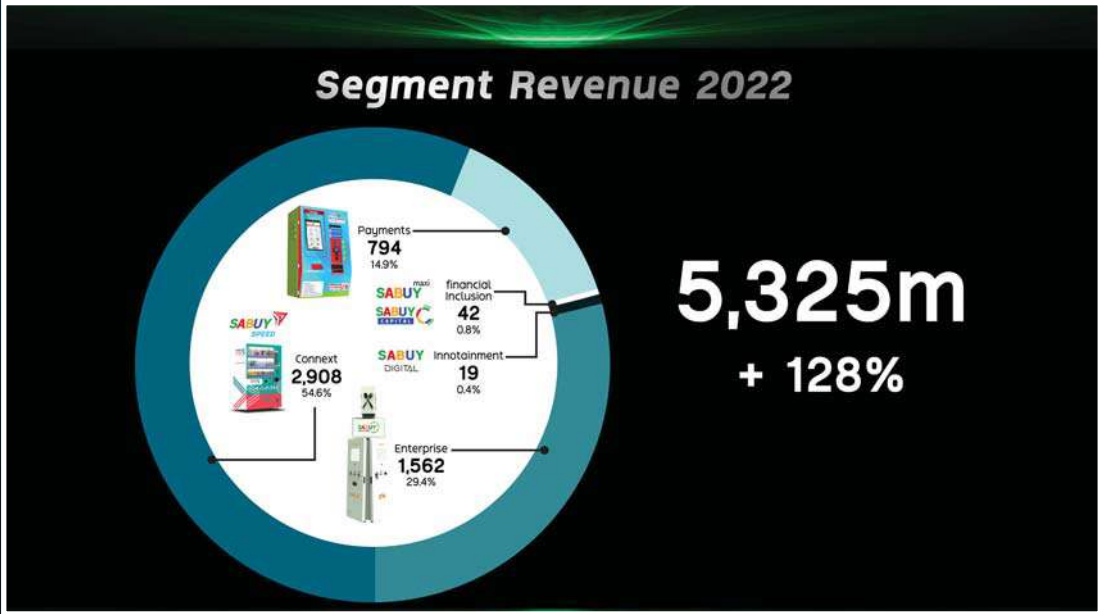 Segment Revenue 2022
Payments
794
14.9%
SABUY maxi
SABUY
CAPITAL
financial
Inclusion
42
0.8%
SABUY
SPEED
Connext
2,908
54.6%
SABUY
DIGITAL
Innotainment
19
0.4%
SABUY
Enterprise
1,562
29.4%
5,325m
+ 128%